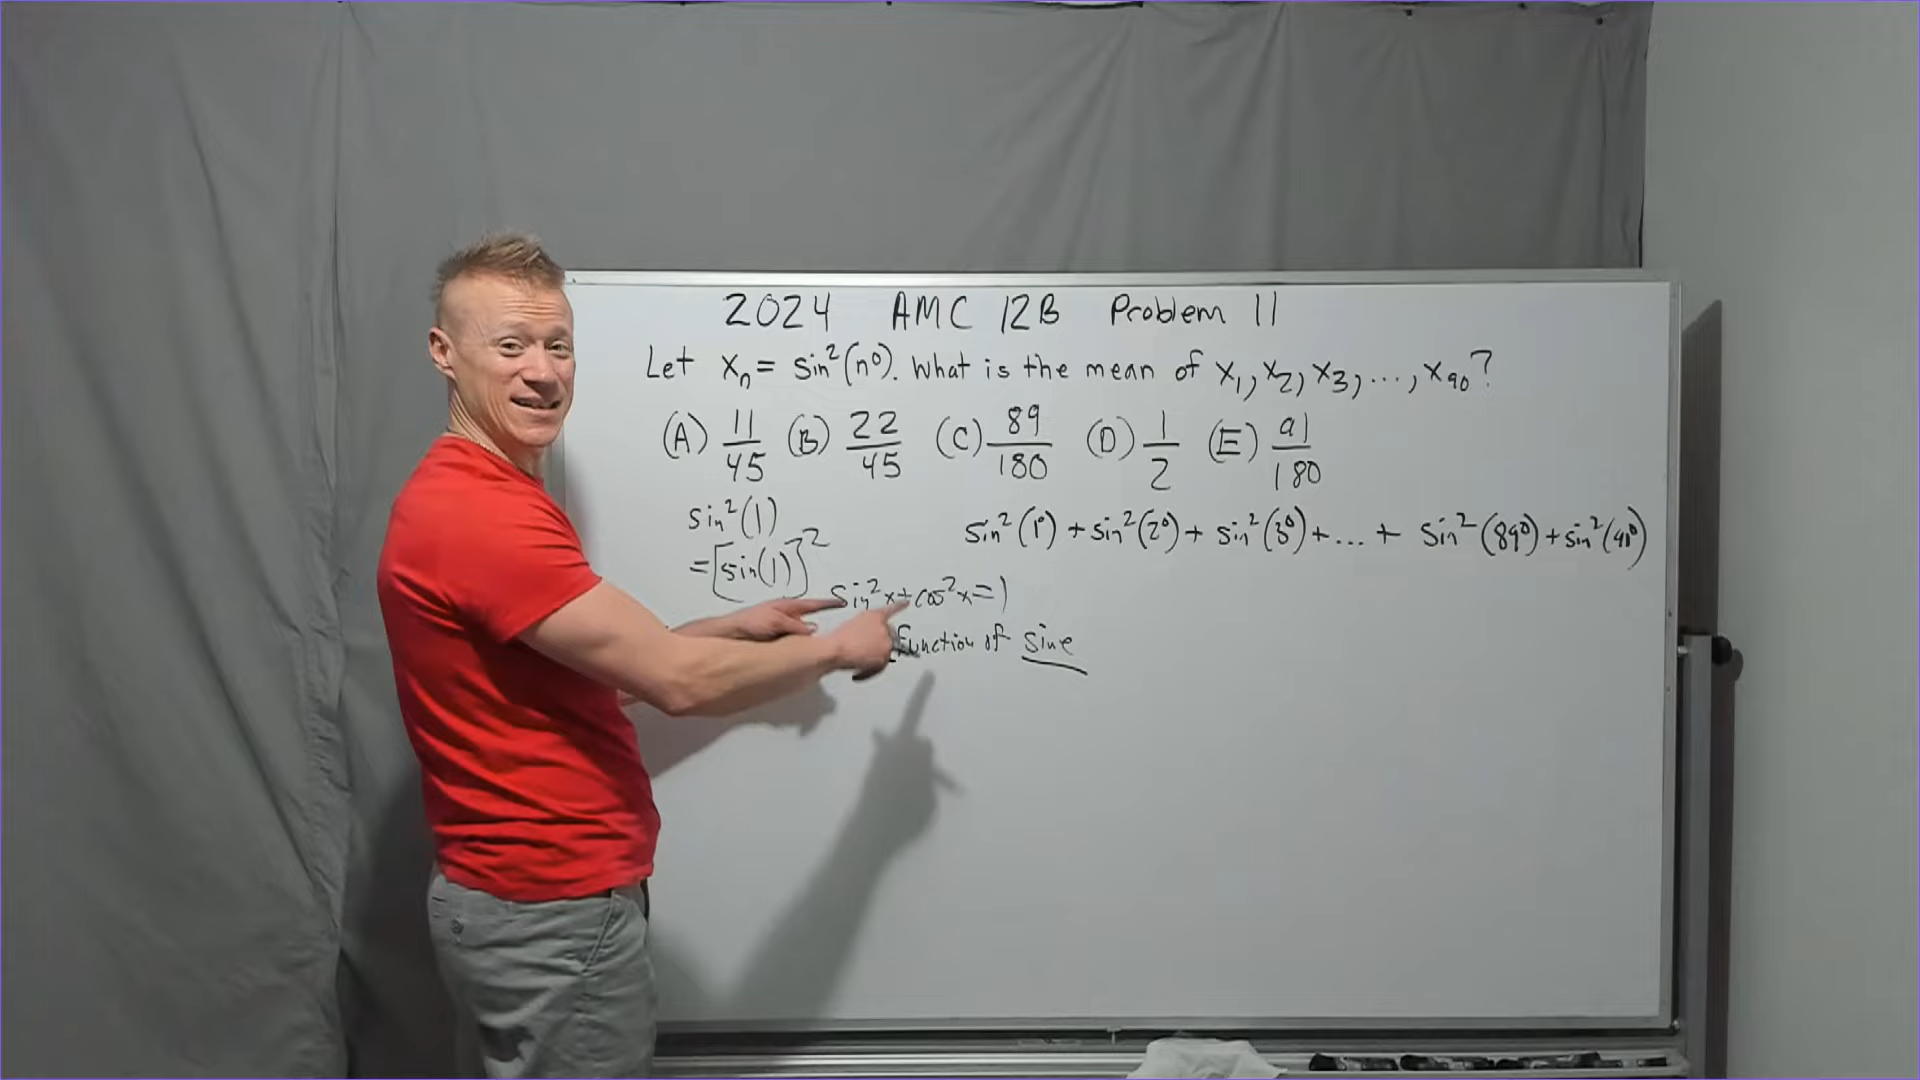 2024 AMC 12B Problem 11
Let xₙ = sin²(n°). What is the mean of x₁, x₂, x₃, ..., x₉₀?
(A) 11/45 (B) 22/45 (C) 89/180 (D) 1/2 (E) 91/180
sin²(1)
= [sin(1)]²
sin²(1°) + sin²(2°) + sin²(3°) + ... + sin²(89°) + sin²(90°)
sin²x + cos²x = 1
function of sine